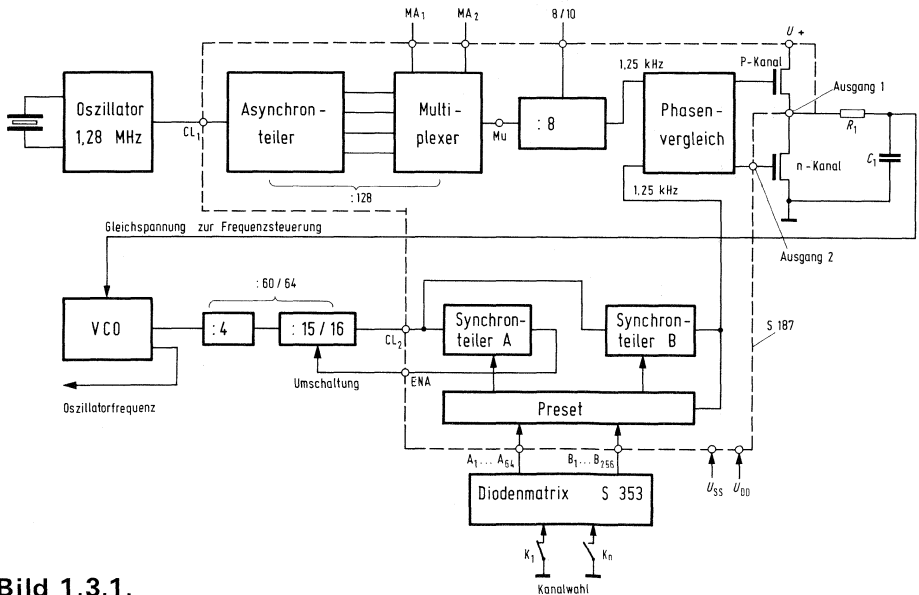 MA₁ MA₂ 8/10 U +
Oszillator
1,28 MHz
CL₁
Asynchron-
teiler
Multi-
plexer
Mu
: 8
1,25 kHz
Phasen-
vergleich
P-Kanal
Ausgang 1
R₁
C₁
n-Kanal
: 128
1,25 kHz
Ausgang 2
Gleichspannung zur Frequenzsteuerung
VCO
: 60 / 64
: 4
: 15 / 16
CL₂
Synchron-
teiler A
Synchron-
teiler B
S 187
Umschaltung
ENA
Oszillatorfrequenz
Preset
A₁ ... A₆₄
B₁ ... B₂₅₆
U_SS
U_DD
Diodenmatrix S 353
K₁
Kn
Kanalwahl
Bild 1.3.1.